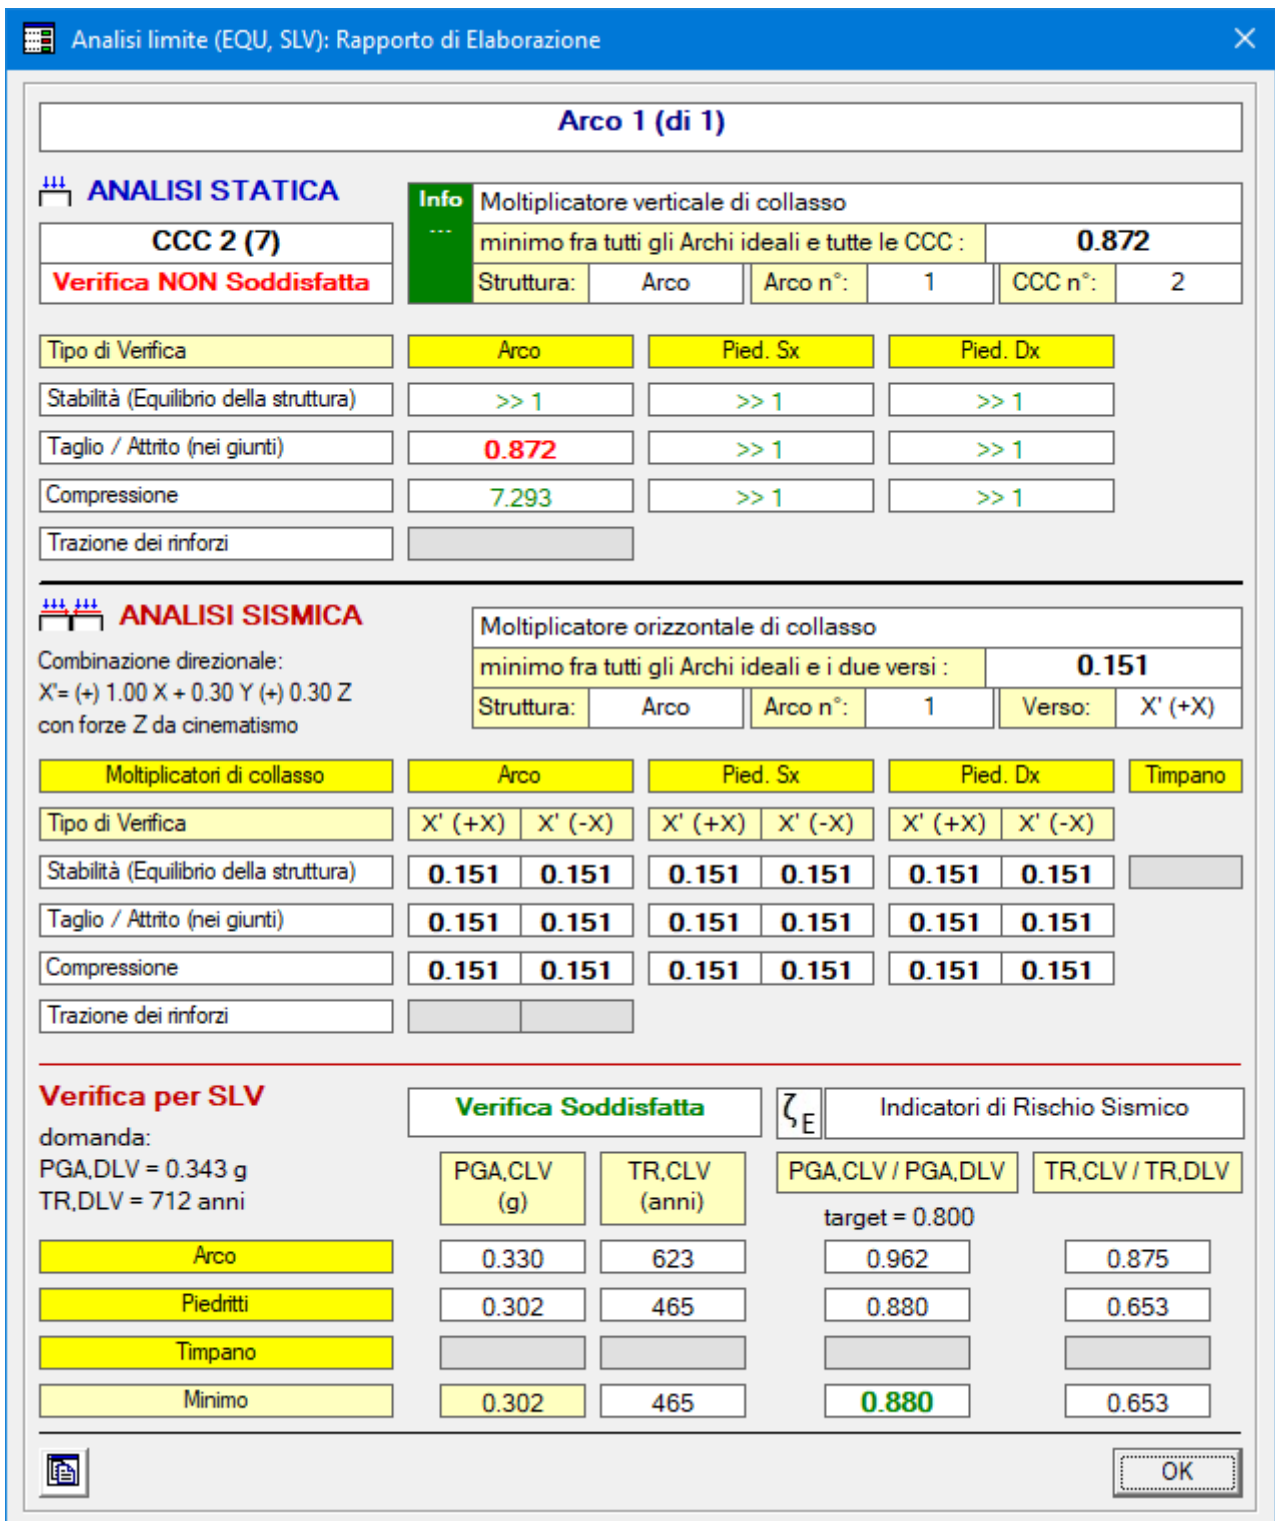 Analisi limite (EQU, SLV): Rapporto di Elaborazione
Arco 1 (di 1)
ANALISI STATICA
CCC 2 (7)
Verifica NON Soddisfatta
Info
...
Moltiplicatore verticale di collasso
minimo fra tutti gli Archi ideali e tutte le CCC : 0.872
Struttura: Arco Arco n°: 1 CCC n°: 2
Tipo di Verifica Arco Pied. Sx Pied. Dx
Stabilità (Equilibrio della struttura) >> 1 >> 1 >> 1
Taglio / Attrito (nei giunti) 0.872 >> 1 >> 1
Compressione 7.293 >> 1 >> 1
Trazione dei rinforzi
ANALISI SISMICA
Combinazione direzionale:
X'= (+) 1.00 X + 0.30 Y (+) 0.30 Z
con forze Z da cinematismo
Moltiplicatore orizzontale di collasso
minimo fra tutti gli Archi ideali e i due versi : 0.151
Struttura: Arco Arco n°: 1 Verso: X' (+X)
Moltiplicatori di collasso Arco Pied. Sx Pied. Dx Timpano
Tipo di Verifica X' (+X) X' (-X) X' (+X) X' (-X) X' (+X) X' (-X)
Stabilità (Equilibrio della struttura) 0.151 0.151 0.151 0.151 0.151 0.151
Taglio / Attrito (nei giunti) 0.151 0.151 0.151 0.151 0.151 0.151
Compressione 0.151 0.151 0.151 0.151 0.151 0.151
Trazione dei rinforzi
Verifica per SLV
domanda:
PGA,DLV = 0.343 g
TR,DLV = 712 anni
Verifica Soddisfatta
ζE Indicatori di Rischio Sismico
PGA,CLV (g) TR,CLV (anni) PGA,CLV / PGA,DLV TR,CLV / TR,DLV
target = 0.800
Arco 0.330 623 0.962 0.875
Piedritti 0.302 465 0.880 0.653
Timpano
Minimo 0.302 465 0.880 0.653
OK